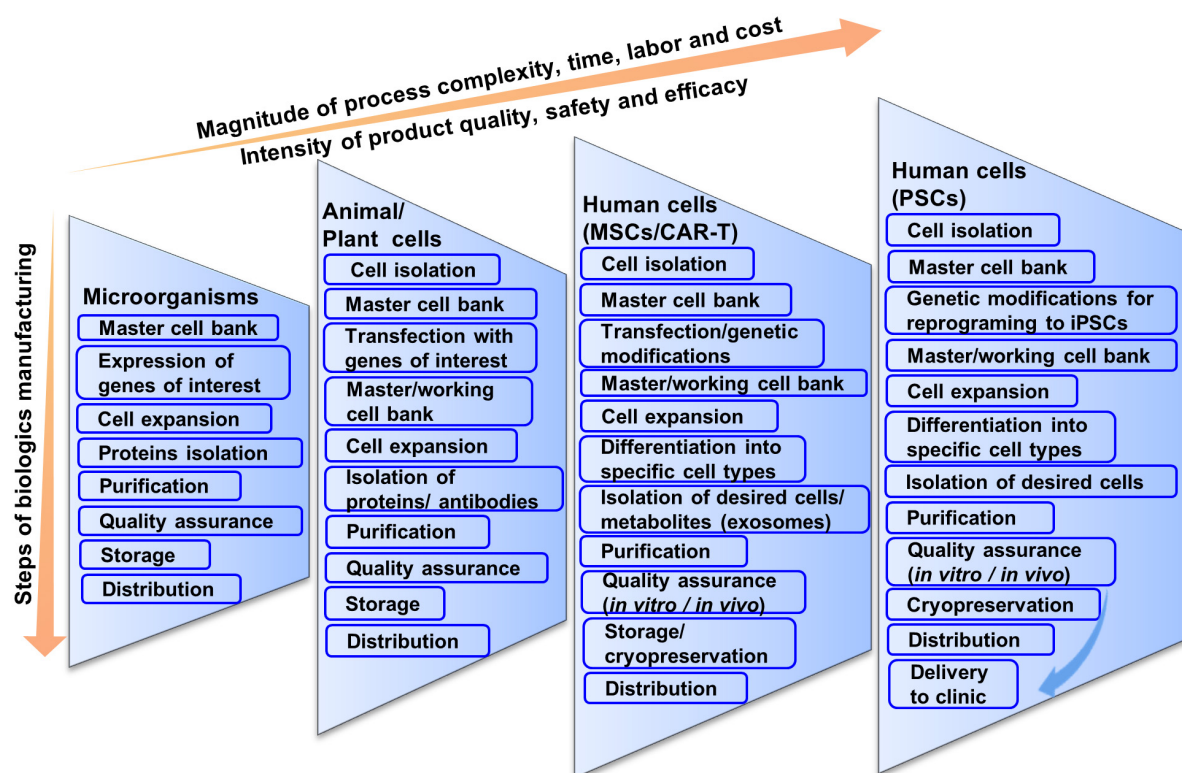 Magnitude of process complexity, time, labor and cost
Intensity of product quality, safety and efficacy
Steps of biologics manufacturing
Microorganisms
Master cell bank
Expression of
genes of interest
Cell expansion
Proteins isolation
Purification
Quality assurance
Storage
Distribution
Animal/
Plant cells
Cell isolation
Master cell bank
Transfection with
genes of interest
Master/working
cell bank
Cell expansion
Isolation of
proteins/ antibodies
Purification
Quality assurance
Storage
Distribution
Human cells
(MSCs/CAR-T)
Cell isolation
Master cell bank
Transfection/genetic
modifications
Master/working cell bank
Cell expansion
Differentiation into
specific cell types
Isolation of desired cells/
metabolites (exosomes)
Purification
Quality assurance
(in vitro / in vivo)
Storage/
cryopreservation
Distribution
Human cells
(PSCs)
Cell isolation
Master cell bank
Genetic modifications for
reprograming to iPSCs
Master/working cell bank
Cell expansion
Differentiation into
specific cell types
Isolation of desired cells
Purification
Quality assurance
(in vitro / in vivo)
Cryopreservation
Distribution
Delivery
to clinic